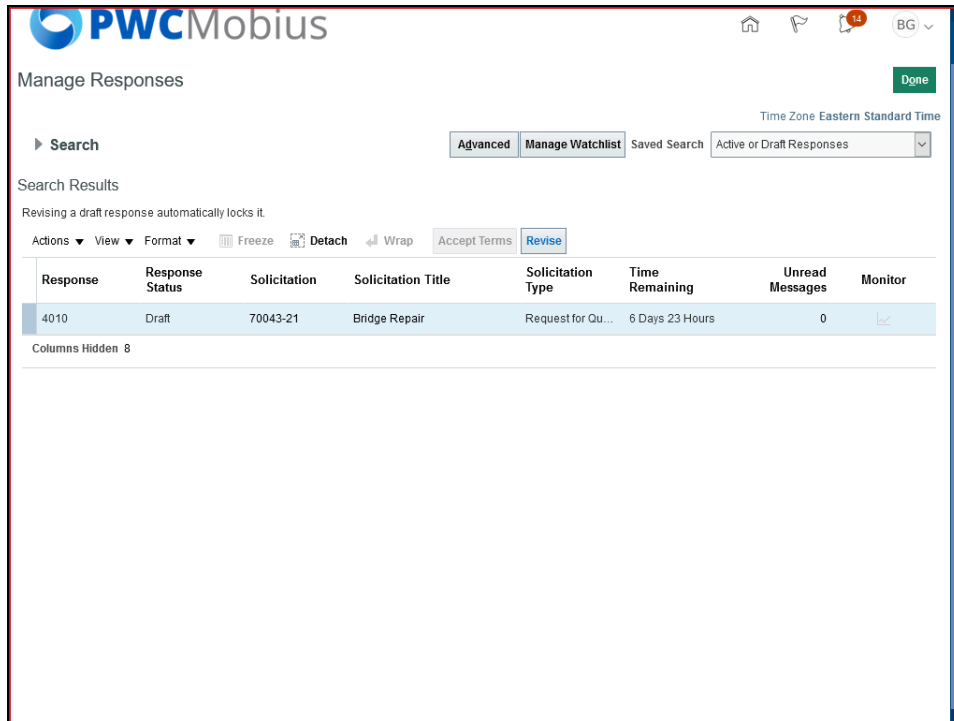 PWCMobius
14
BG
Manage Responses
Done
Time Zone Eastern Standard Time
Search
Advanced Manage Watchlist Saved Search Active or Draft Responses
Search Results
Revising a draft response automatically locks it.
Actions View Format Freeze Detach Wrap Accept Terms Revise
Response Response Status Solicitation Solicitation Title Solicitation Type Time Remaining Unread Messages Monitor
4010 Draft 70043-21 Bridge Repair Request for Qu... 6 Days 23 Hours 0
Columns Hidden 8